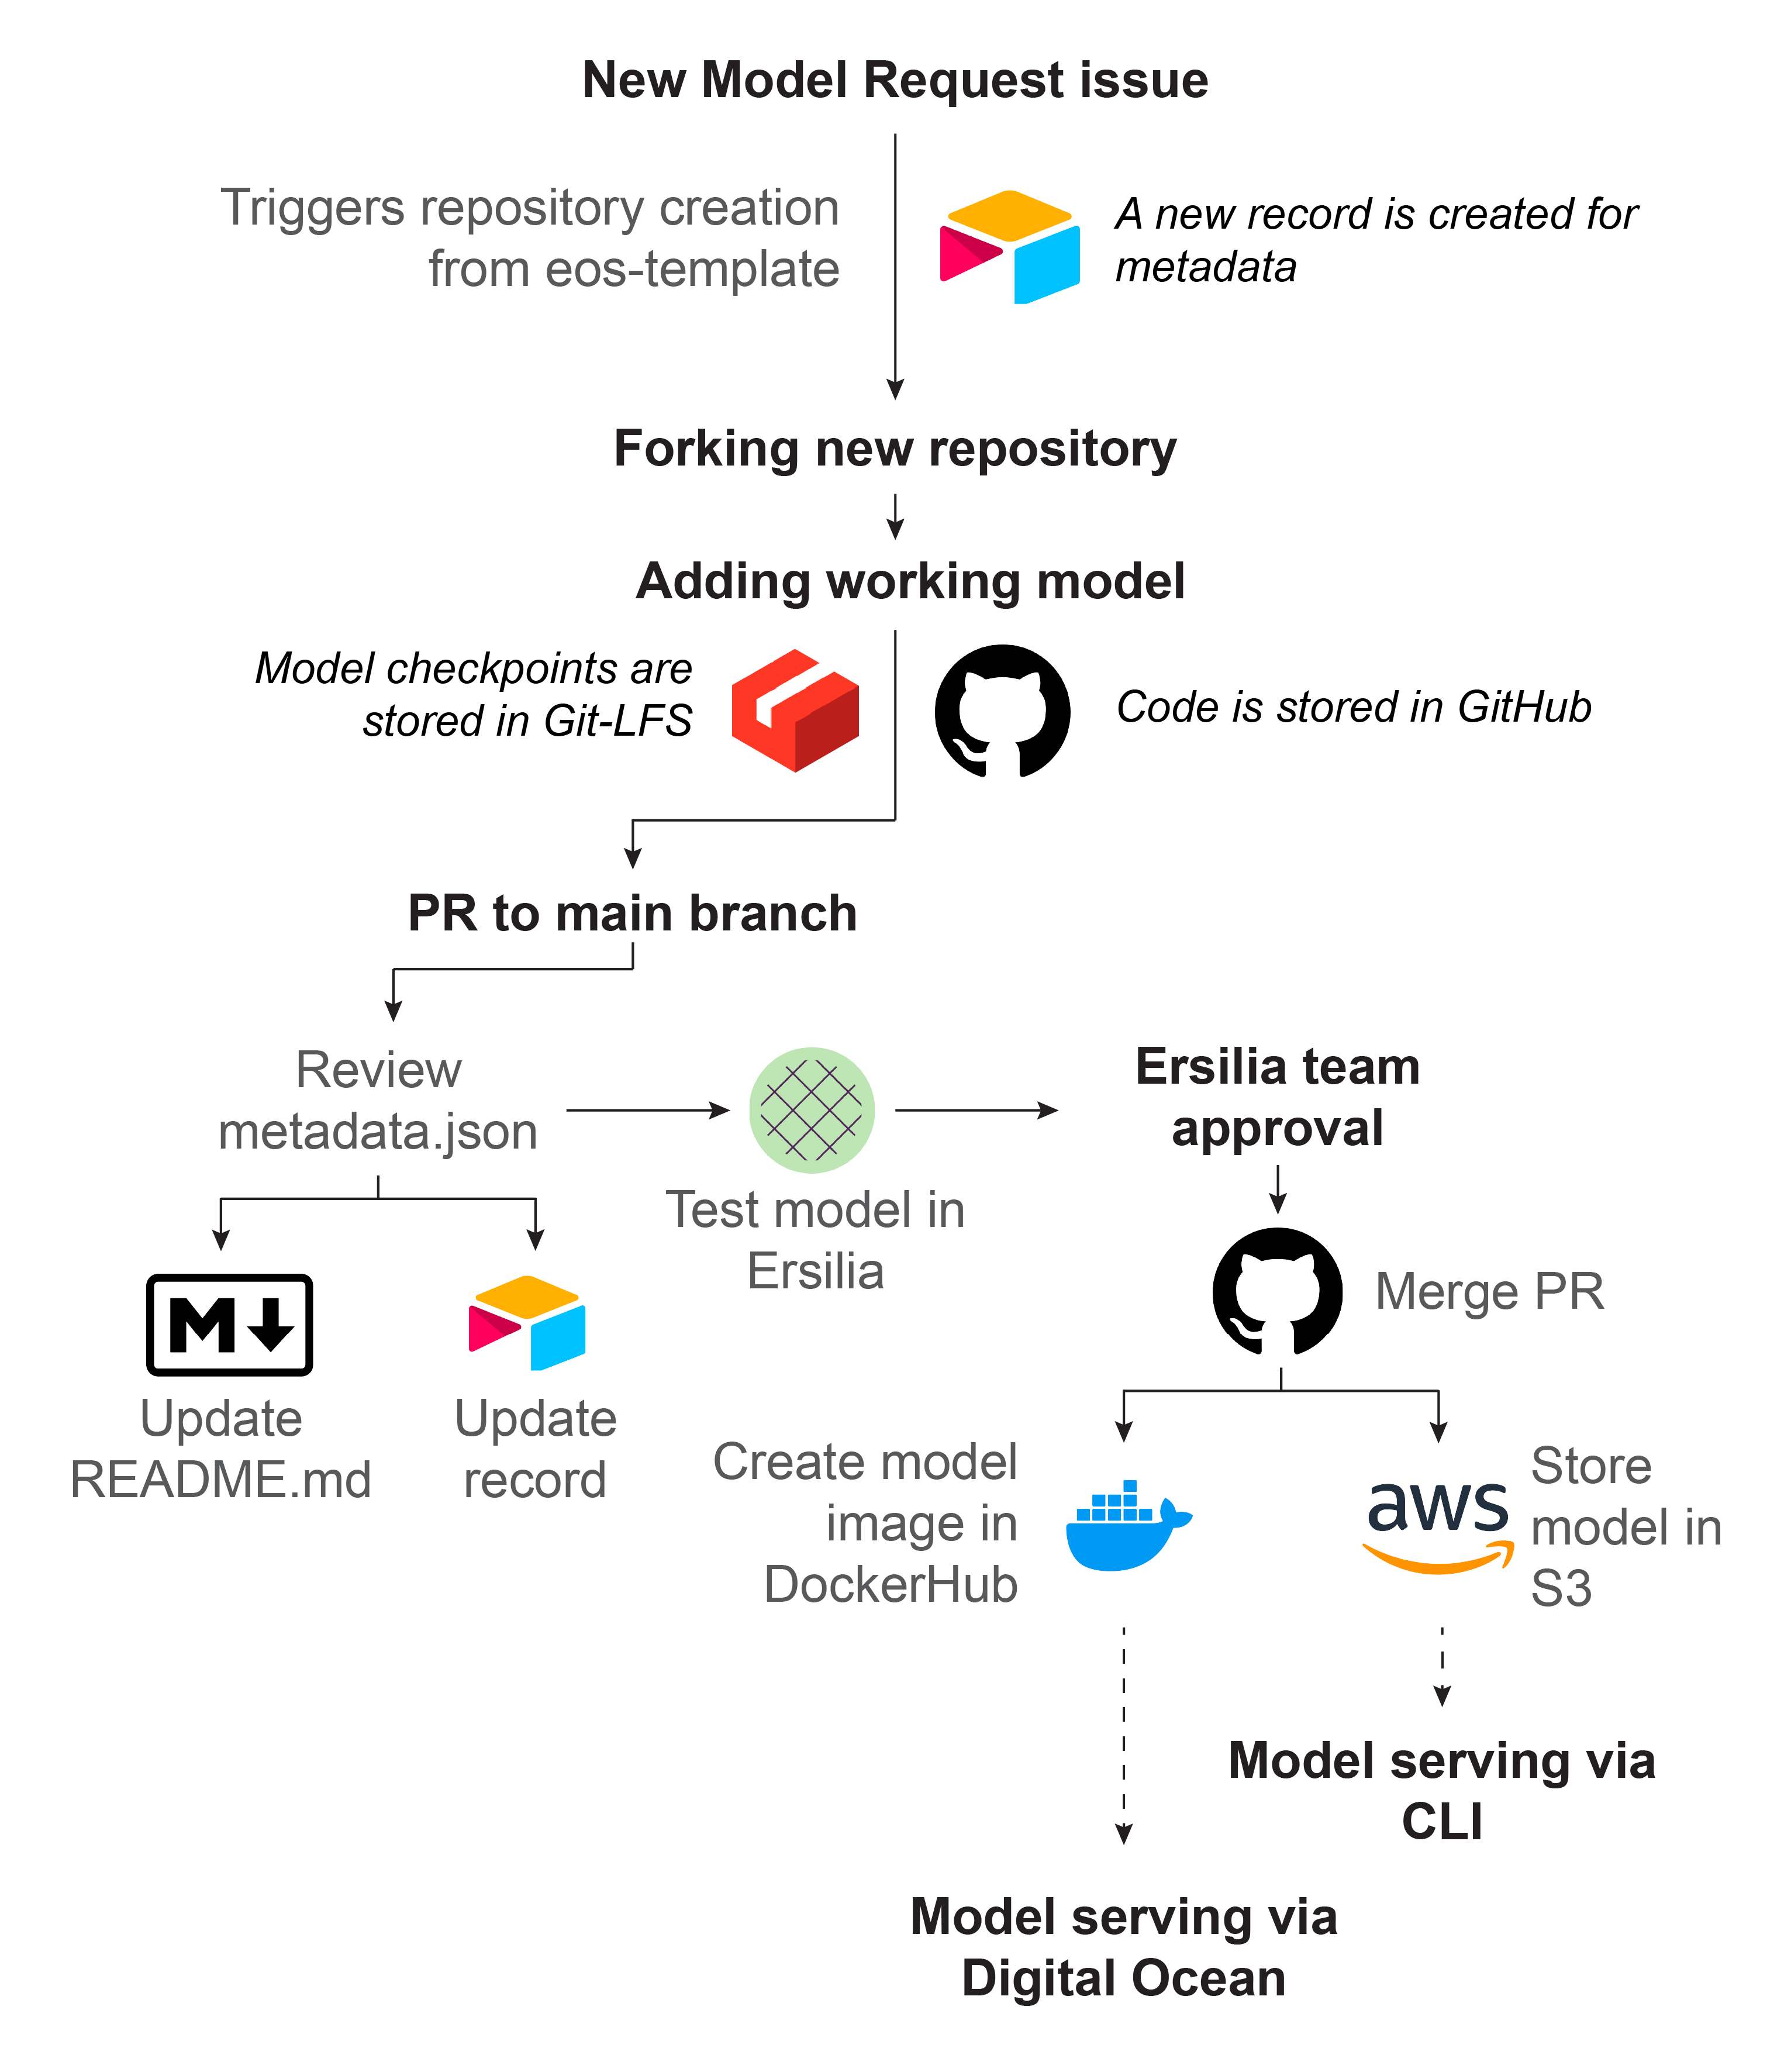 New Model Request issue
Triggers repository creation
from eos-template
A new record is created for
metadata
Forking new repository
Adding working model
Model checkpoints are
stored in Git-LFS
Code is stored in GitHub
PR to main branch
Review
metadata.json
Test model in
Ersilia
Ersilia team
approval
Merge PR
M
Update
README.md
Update
record
Create model
image in
DockerHub
aws
Store
model in
S3
Model serving via
CLI
Model serving via
Digital Ocean